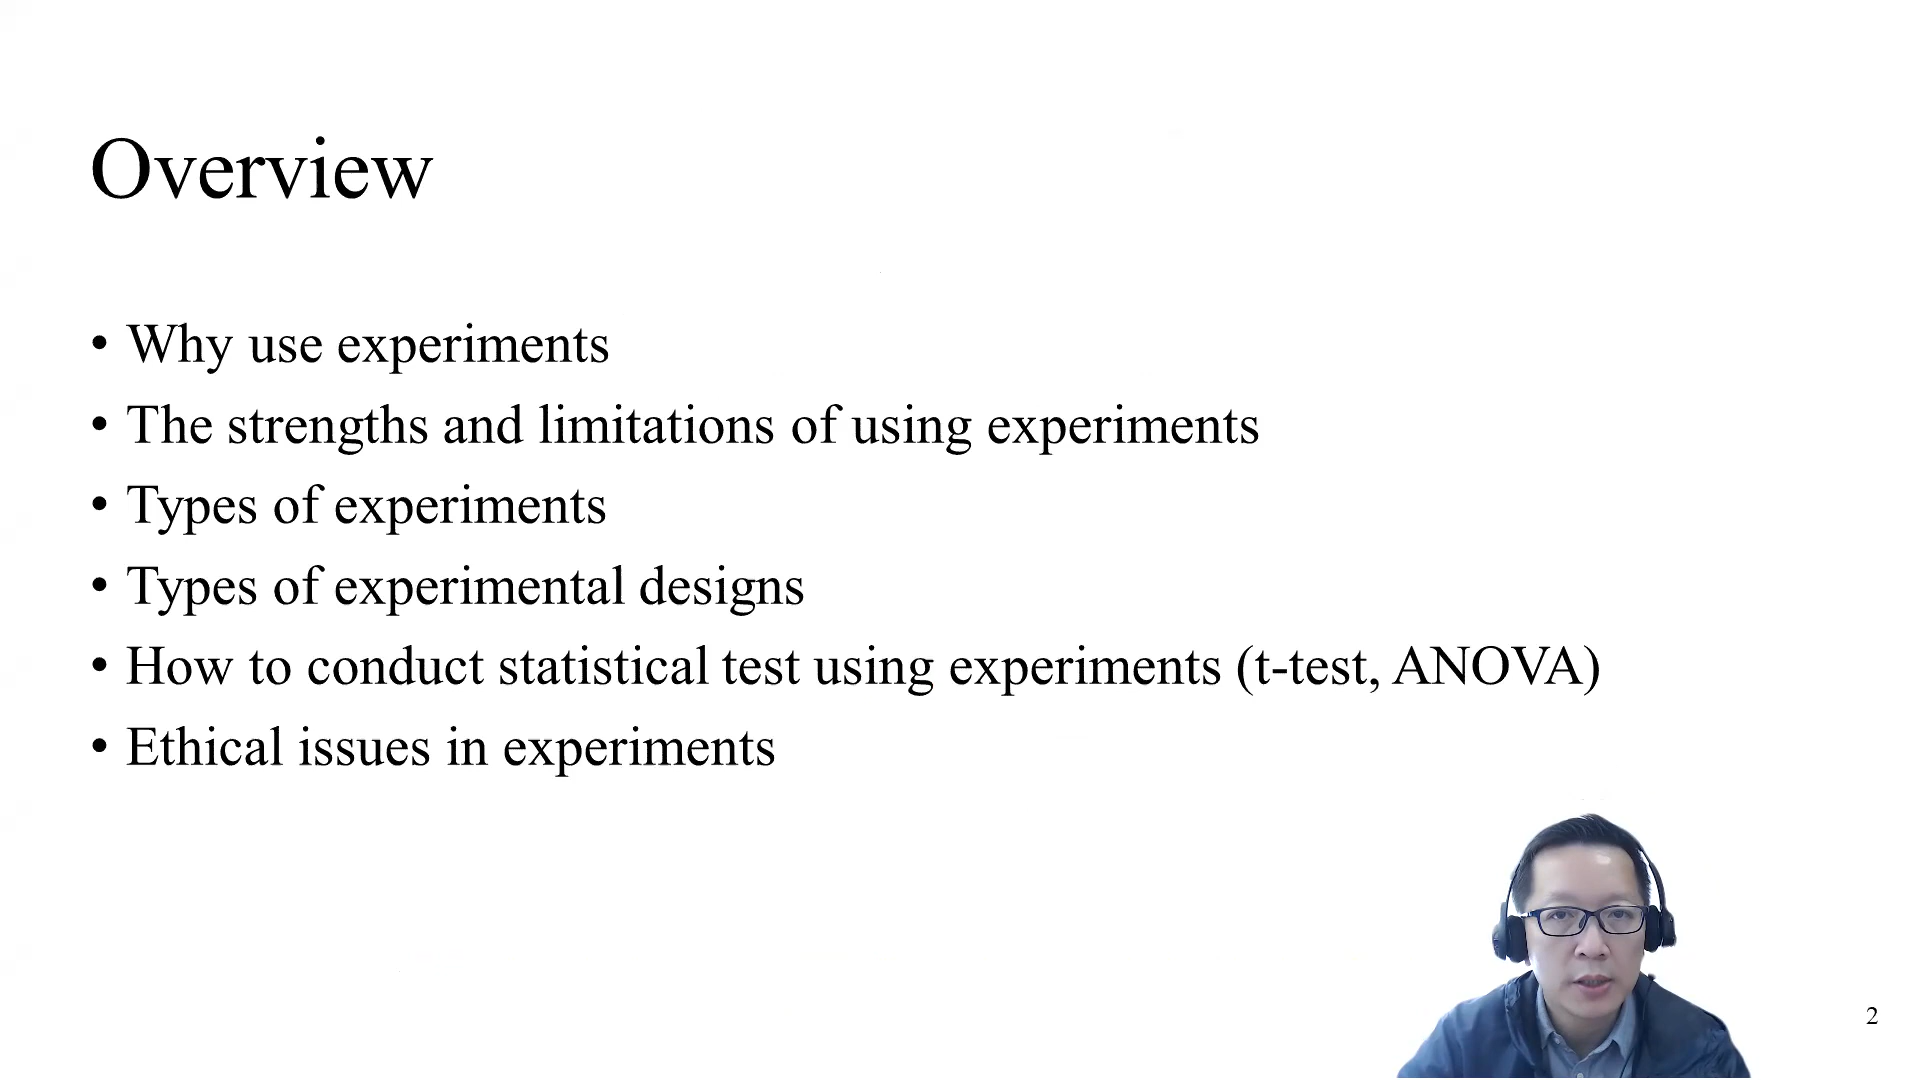 Overview
• Why use experiments
• The strengths and limitations of using experiments
• Types of experiments
• Types of experimental designs
• How to conduct statistical test using experiments (t-test, ANOVA)
• Ethical issues in experiments
2